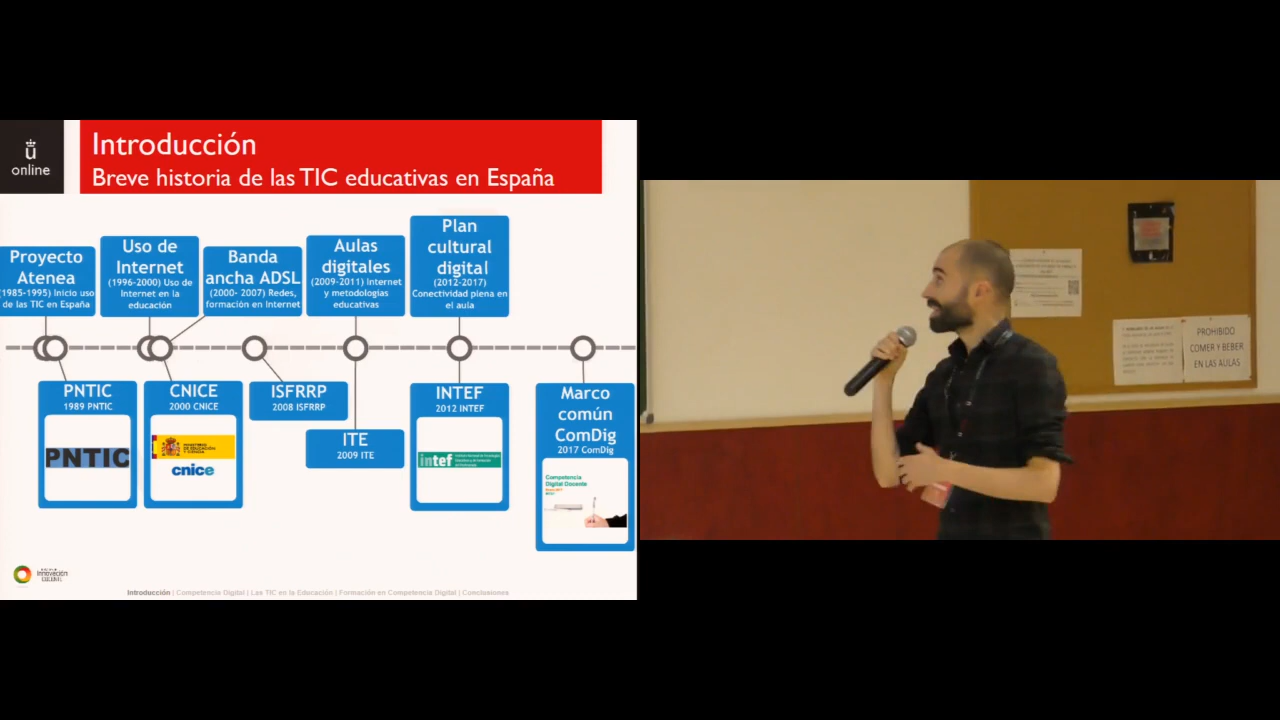 ü
online
Introducción
Breve historia de las TIC educativas en España
Proyecto
Atenea
(1985-1995) Inicio uso
de las TIC en España
Uso de
Internet
(1996-2000) Uso de
Internet en la
educación
Banda
ancha ADSL
(2000- 2007) Redes,
formación en Internet
Aulas
digitales
(2009-2011) Internet
y metodologías
educativas
Plan
cultural
digital
(2012-2017)
Conectividad plena en
el aula
PNTIC
1989 PNTIC
PNTIC
CNICE
2000 CNICE
MINISTERIO
DE EDUCACIÓN
Y CIENCIA
cnice
ISFRRP
2008 ISFRRP
ITE
2009 ITE
INTEF
2012 INTEF
intef
Marco
común
ComDig
2017 ComDig
Competencia
Digital Docente
innovación
Introducción | Competencia Digital | Las TIC en la Educación | Formación en Competencia Digital | Conclusiones
PROHIBIDO
COMER Y BEBER
EN LAS AULAS